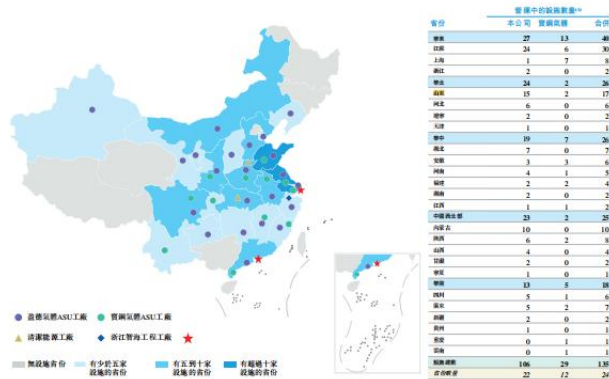 營運中的設施數量
省份 本公司 寶鋼氣體 合併
華東 27 13 40
江蘇 24 6 30
上海 1 7 8
浙江 2 0 2
華北 24 2 26
山東 15 2 17
河北 6 0 6
遼寧 2 0 2
天津 1 0 1
華中 19 7 26
湖北 7 0 7
安徽 3 3 6
河南 4 1 5
福建 2 2 4
湖南 2 0 2
江西 1 1 2
中國西北部 23 2 25
內蒙古 10 0 10
陝西 6 2 8
山西 4 0 4
甘肅 2 0 2
寧夏 1 0 1
華南 13 5 18
四川 5 1 6
廣東 5 2 7
新疆 2 0 2
貴州 1 0 1
重慶 0 1 1
雲南 0 1 1
設施總數 106 29 135
省份數量 22 12 24
盈德氣體ASU工廠 寶鋼氣體ASU工廠
清潔能源工廠 浙江智海工程工廠
無設施省份 有少於五家 有五到十家 有超過十家
設施的省份 設施的省份 設施的省份